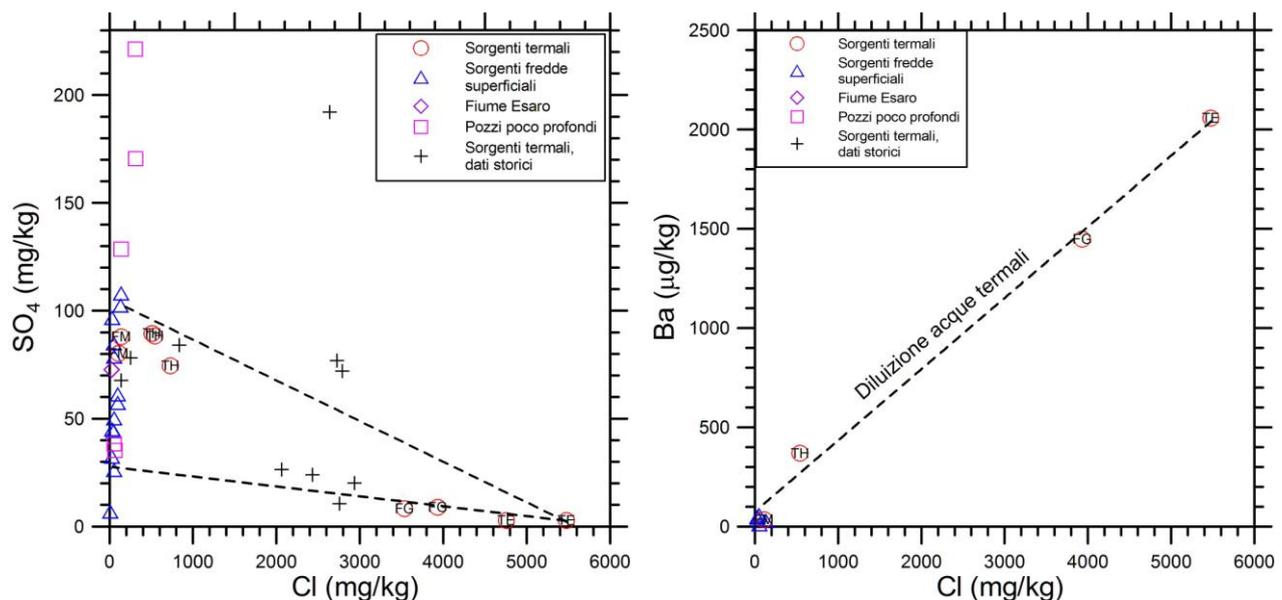 SO4 (mg/kg)
200
150
100
50
0
0 1000 2000 3000 4000 5000 6000
Cl (mg/kg)
Sorgenti termali
Sorgenti fredde
superficiali
Fiume Esaro
Pozzi poco profondi
Sorgenti termali,
dati storici
FM
TH
FG
FG
TE
TE
Ba (µg/kg)
2500
2000
1500
1000
500
0
0 1000 2000 3000 4000 5000 6000
Cl (mg/kg)
Sorgenti termali
Sorgenti fredde
superficiali
Fiume Esaro
Pozzi poco profondi
Sorgenti termali,
dati storici
Diluizione acque termali
TE
FG
TH